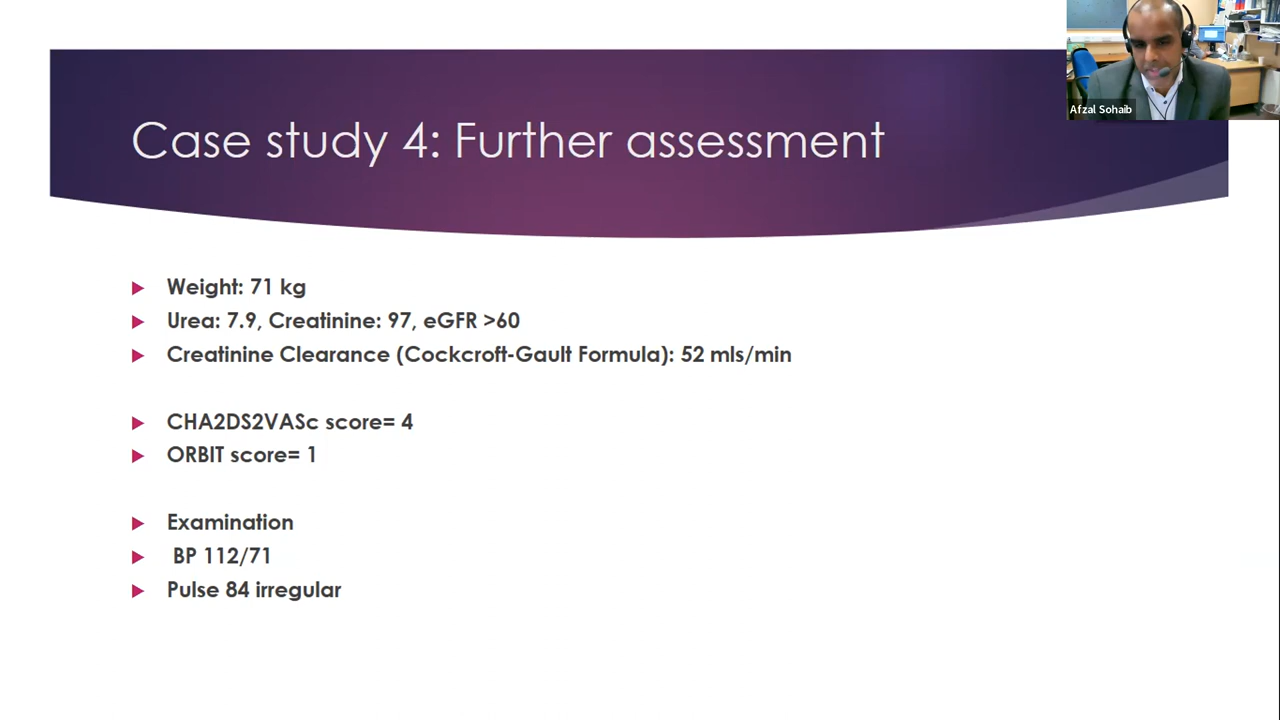 Case study 4: Further assessment
Afzal Sohaib
Weight: 71 kg
Urea: 7.9, Creatinine: 97, eGFR >60
Creatinine Clearance (Cockcroft-Gault Formula): 52 mls/min
CHA2DS2VASc score= 4
ORBIT score= 1
Examination
BP 112/71
Pulse 84 irregular